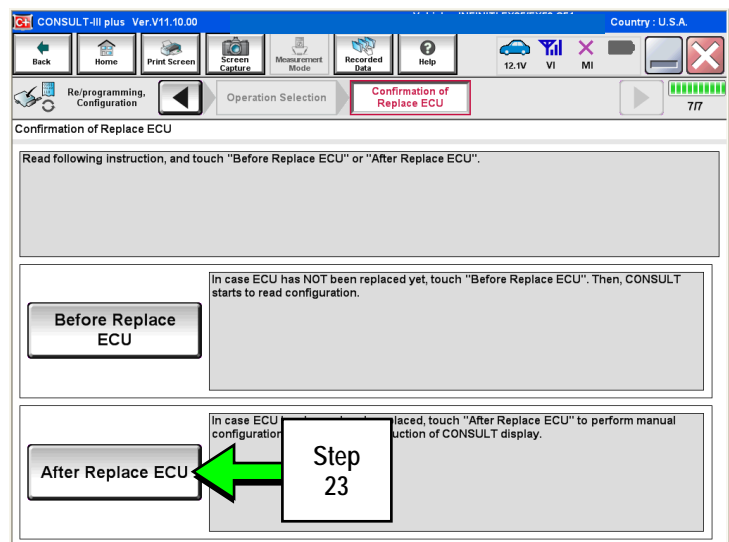 CONSULT-III plus Ver.V11.10.00
Country : U.S.A.
Back
Home
Print Screen
Screen Capture
Measurement Mode
Recorded Data
Help
12.1V
VI
MI
Re/programming, Configuration
Operation Selection
Confirmation of Replace ECU
7/7
Confirmation of Replace ECU
Read following instruction, and touch "Before Replace ECU" or "After Replace ECU".
Before Replace
ECU
In case ECU has NOT been replaced yet, touch "Before Replace ECU". Then, CONSULT
starts to read configuration.
After Replace ECU
In case ECU touch "After Replace ECU" to perform manual
configuration of CONSULT display.
Step
23